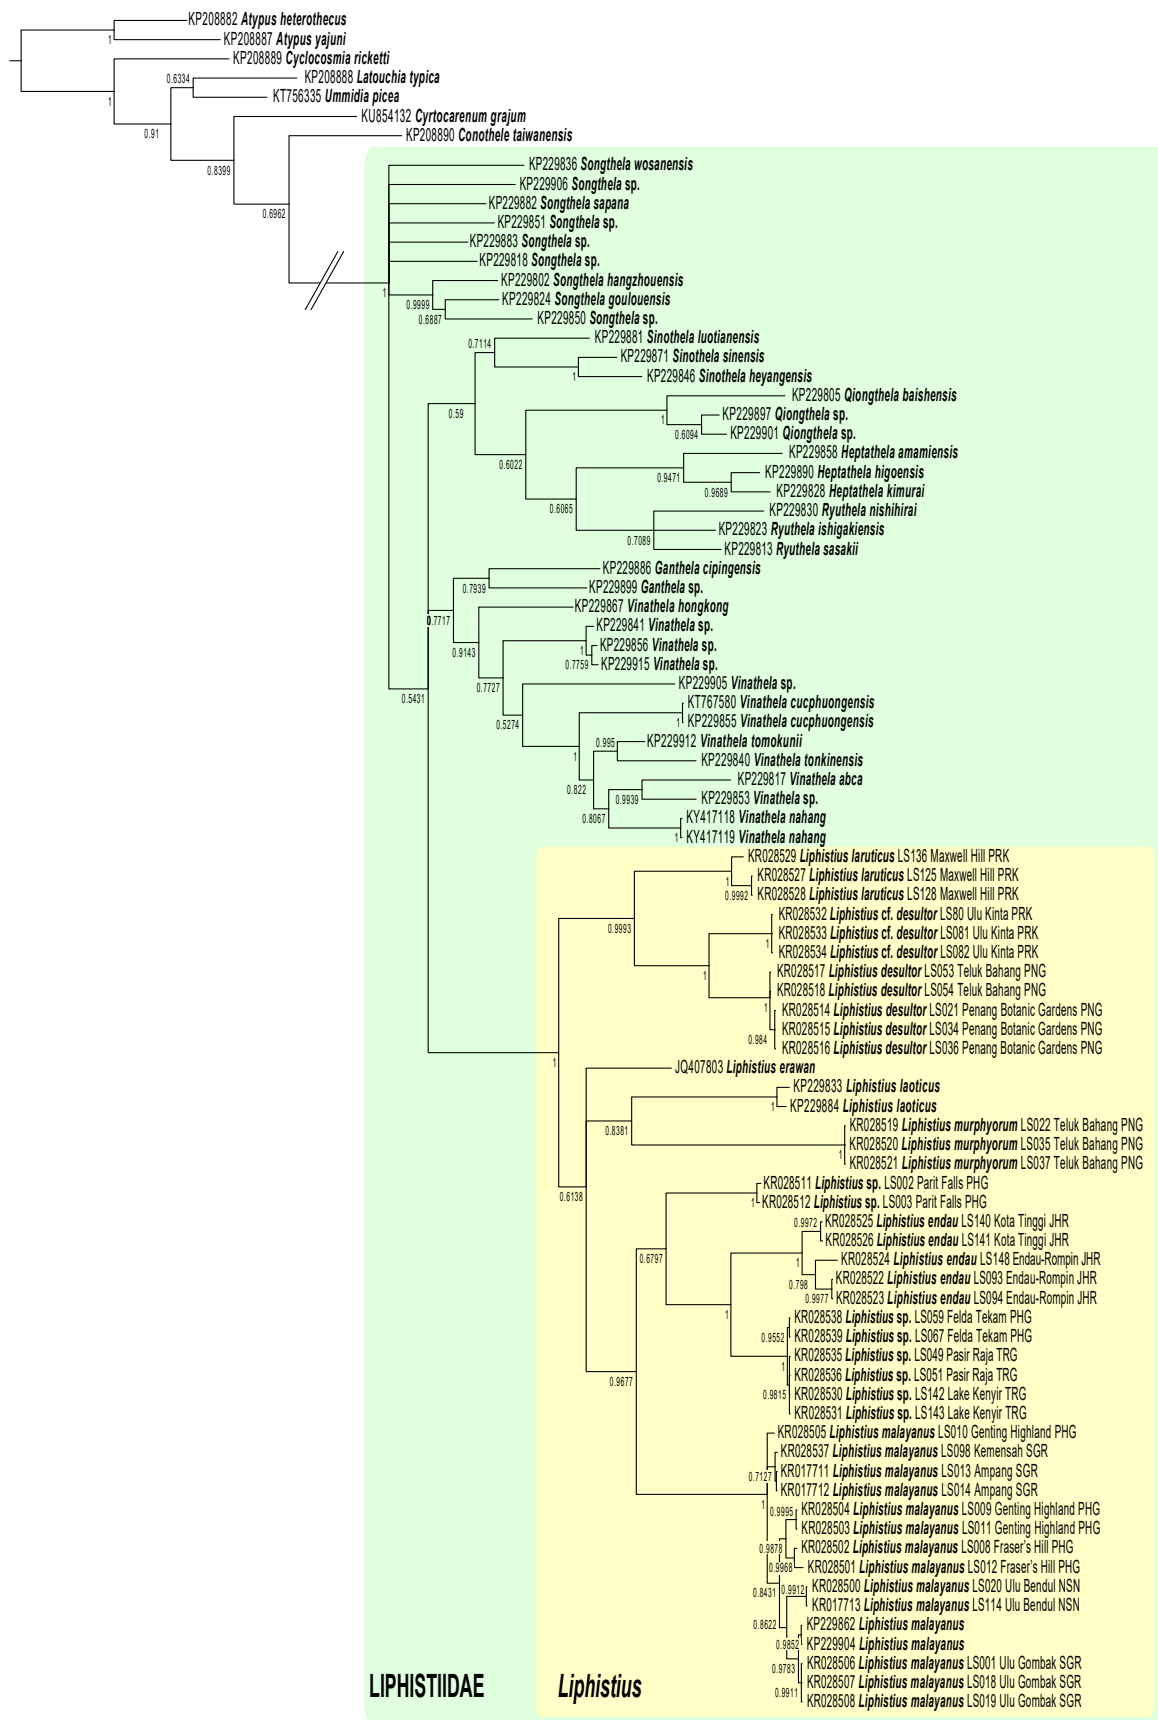 KP208882 Atypus heterothecus
KP208887 Atypus yajuni
1
KP208889 Cyclocosmia ricketti
KP208888 Latouchia typica
0.6334
KT756335 Ummidia picea
1
KU854132 Cyrtocarenum grajum
0.91
KP208890 Conothele taiwanensis
0.8399
0.6962
KP229836 Songthela wosanensis
KP229906 Songthela sp.
KP229882 Songthela sapana
KP229851 Songthela sp.
KP229883 Songthela sp.
KP229818 Songthela sp.
KP229802 Songthela hangzhouensis
1
0.9999
KP229824 Songthela goulouensis
0.6887
KP229850 Songthela sp.
KP229881 Sinothela luotianensis
0.7114
KP229871 Sinothela sinensis
1
KP229846 Sinothela heyangensis
KP229805 Qiongthela baishensis
0.59
1
KP229897 Qiongthela sp.
0.6094
KP229901 Qiongthela sp.
KP229858 Heptathela amamiensis
0.6022
0.9471
KP229890 Heptathela higoensis
0.9689
KP229828 Heptathela kimurai
0.6065
KP229830 Ryuthela nishihirai
KP229823 Ryuthela ishigakiensis
0.7089
KP229813 Ryuthela sasakii
KP229886 Ganthela cipingensis
0.7939
KP229899 Ganthela sp.
KP229867 Vinathela hongkong
0.7717
KP229841 Vinathela sp.
0.9143
1
KP229856 Vinathela sp.
0.7759
KP229915 Vinathela sp.
KP229905 Vinathela sp.
0.7727
0.5431
KT767580 Vinathela cucphuongensis
0.5274
1
KP229855 Vinathela cucphuongensis
0.995
KP229912 Vinathela tomokunii
1
KP229840 Vinathela tonkinensis
KP229817 Vinathela abca
0.822
0.9939
KP229853 Vinathela sp.
0.8067
KY417118 Vinathela nahang
1
KY417119 Vinathela nahang
KR028529 Liphistius laruticus LS136 Maxwell Hill PRK
1
KR028527 Liphistius laruticus LS125 Maxwell Hill PRK
0.9992
KR028528 Liphistius laruticus LS128 Maxwell Hill PRK
KR028532 Liphistius cf. desultor LS80 Ulu Kinta PRK
0.9993
KR028533 Liphistius cf. desultor LS081 Ulu Kinta PRK
1
KR028534 Liphistius cf. desultor LS082 Ulu Kinta PRK
1
KR028517 Liphistius desultor LS053 Teluk Bahang PNG
KR028518 Liphistius desultor LS054 Teluk Bahang PNG
1
KR028514 Liphistius desultor LS021 Penang Botanic Gardens PNG
KR028515 Liphistius desultor LS034 Penang Botanic Gardens PNG
0.984
KR028516 Liphistius desultor LS036 Penang Botanic Gardens PNG
1
JQ407803 Liphistius erawan
KP229833 Liphistius laoticus
1
KP229884 Liphistius laoticus
0.8381
KR028519 Liphistius murphyorum LS022 Teluk Bahang PNG
KR028520 Liphistius murphyorum LS035 Teluk Bahang PNG
1
KR028521 Liphistius murphyorum LS037 Teluk Bahang PNG
0.6138
KR028511 Liphistius sp. LS002 Parit Falls PHG
1
KR028512 Liphistius sp. LS003 Parit Falls PHG
0.9972
KR028525 Liphistius endau LS140 Kota Tinggi JHR
KR028526 Liphistius endau LS141 Kota Tinggi JHR
0.6797
1
KR028524 Liphistius endau LS148 Endau-Rompin JHR
0.798
KR028522 Liphistius endau LS093 Endau-Rompin JHR
0.9977
KR028523 Liphistius endau LS094 Endau-Rompin JHR
1
KR028538 Liphistius sp. LS059 Felda Tekam PHG
0.9552
KR028539 Liphistius sp. LS067 Felda Tekam PHG
KR028535 Liphistius sp. LS049 Pasir Raja TRG
1
KR028536 Liphistius sp. LS051 Pasir Raja TRG
0.9677
0.9815
KR028530 Liphistius sp. LS142 Lake Kenyir TRG
KR028531 Liphistius sp. LS143 Lake Kenyir TRG
KR028505 Liphistius malayanus LS010 Genting Highland PHG
KR028537 Liphistius malayanus LS098 Kemensah SGR
0.7127
KR017711 Liphistius malayanus LS013 Ampang SGR
KR017712 Liphistius malayanus LS014 Ampang SGR
1
0.9995
KR028504 Liphistius malayanus LS009 Genting Highland PHG
KR028503 Liphistius malayanus LS011 Genting Highland PHG
0.9878
KR028502 Liphistius malayanus LS008 Fraser's Hill PHG
0.9968
KR028501 Liphistius malayanus LS012 Fraser's Hill PHG
0.8431
0.9912
KR028500 Liphistius malayanus LS020 Ulu Bendul NSN
KR017713 Liphistius malayanus LS114 Ulu Bendul NSN
0.8622
KP229862 Liphistius malayanus
0.9852
KP229904 Liphistius malayanus
0.9783
KR028506 Liphistius malayanus LS001 Ulu Gombak SGR
KR028507 Liphistius malayanus LS018 Ulu Gombak SGR
0.9911
KR028508 Liphistius malayanus LS019 Ulu Gombak SGR
LIPHISTIIDAE
Liphistius